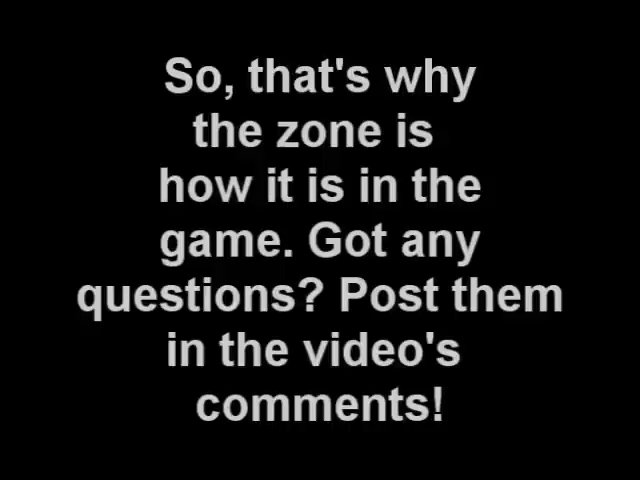 So, that's why
the zone is
how it is in the
game. Got any
questions? Post them
in the video's
comments!